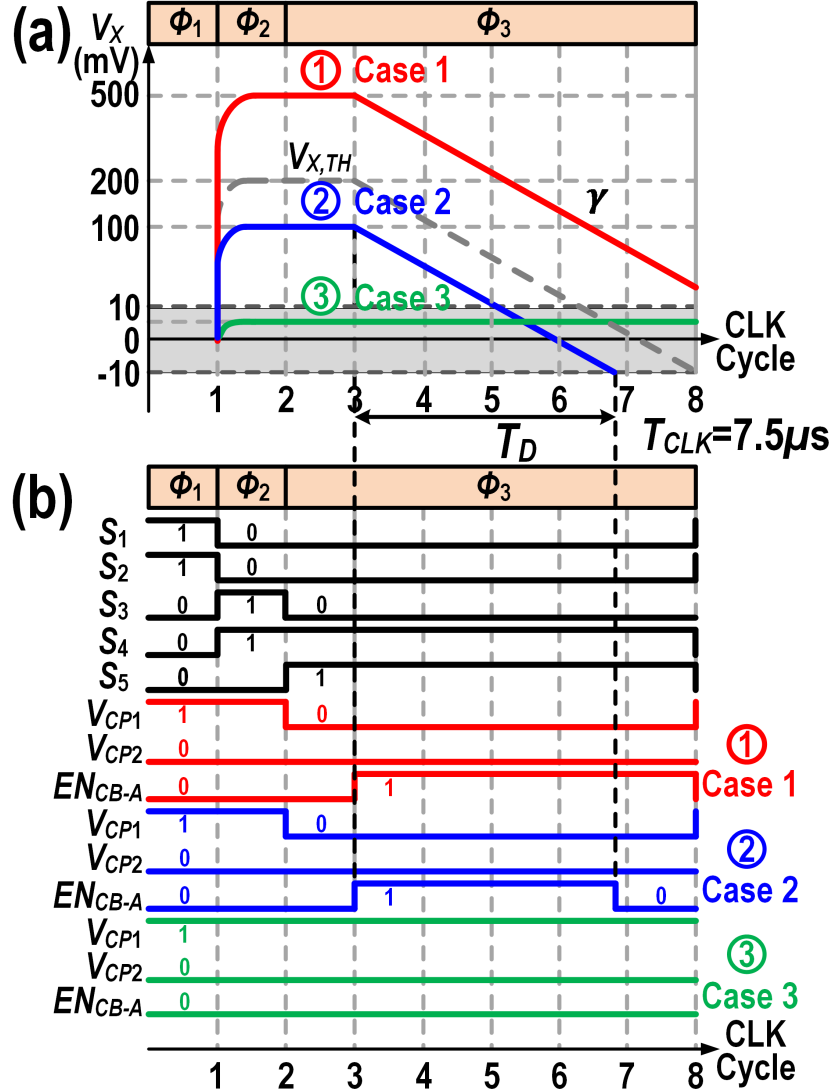 (a)
V_X (mV)
Φ1 Φ2 Φ3
500
200
100
10
0
-10
① Case 1
V_X,TH
② Case 2
γ
③ Case 3
CLK Cycle
1 2 3 4 5 6 7 8
T_D
T_CLK=7.5µs
(b)
Φ1 Φ2 Φ3
S1 1 0
S2 1 0
S3 0 1 0
S4 0 1
S5 0 1
V_CP1 1 0
V_CP2 0
EN_CB-A 0 1
① Case 1
V_CP1 1 0
V_CP2 0
EN_CB-A 0 1 0
② Case 2
V_CP1 1
V_CP2 0
EN_CB-A 0
③ Case 3
CLK Cycle
1 2 3 4 5 6 7 8